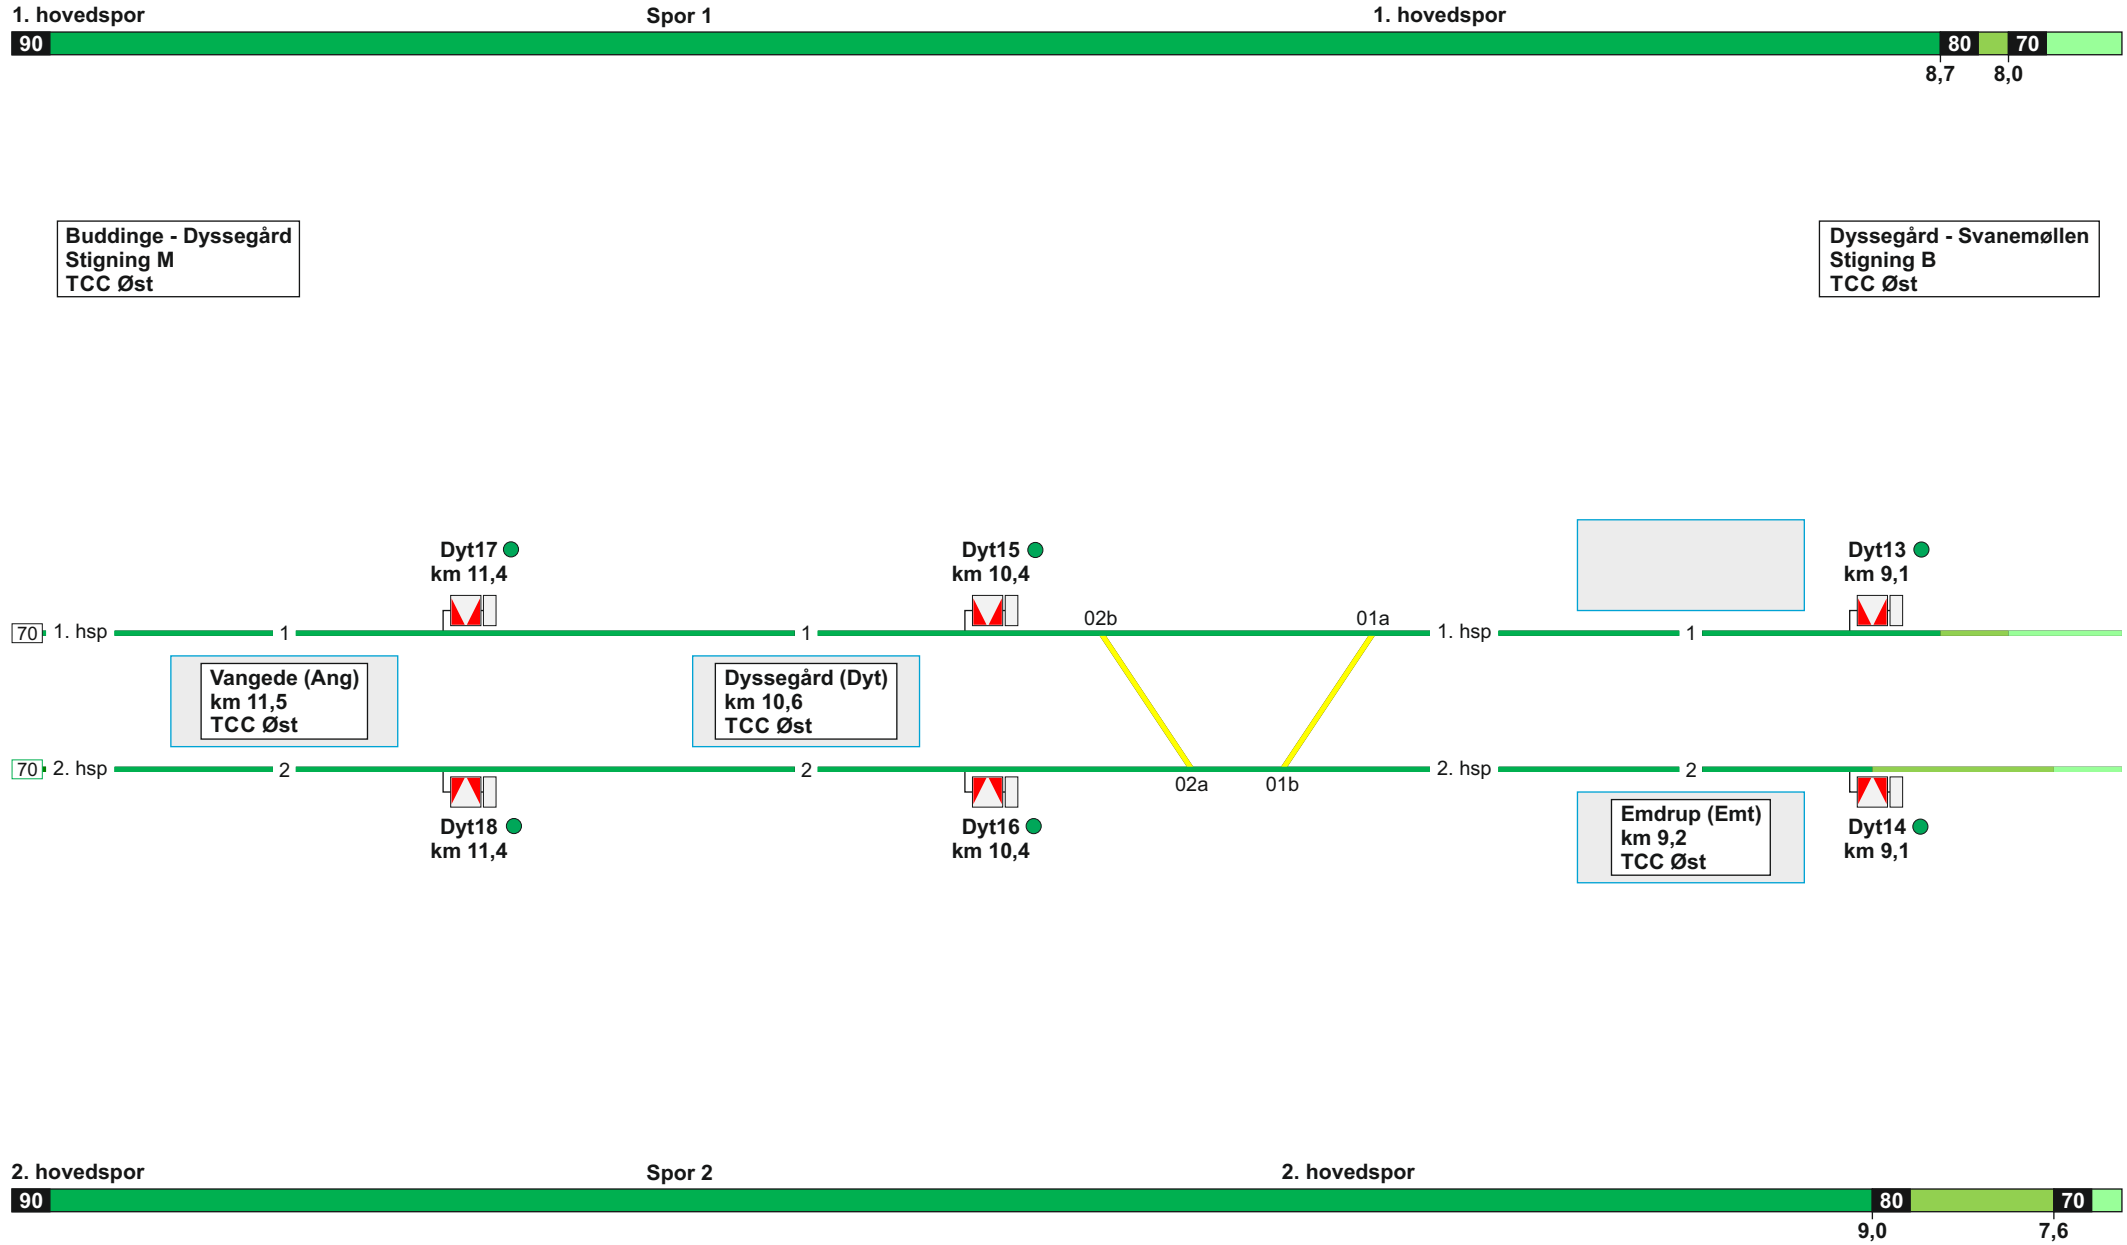 1. hovedspor Spor 1 1. hovedspor
90 80 70
8,7 8,0
Buddinge - Dyssegård
Stigning M
TCC Øst
Dyssegård - Svanemøllen
Stigning B
TCC Øst
Dyt17
km 11,4
Dyt15
km 10,4
Dyt13
km 9,1
02b 01a
70 1. hsp 1 1 1. hsp 1
Vangede (Ang)
km 11,5
TCC Øst
Dyssegård (Dyt)
km 10,6
TCC Øst
70 2. hsp 2 2 2. hsp 2
02a 01b
Dyt18
km 11,4
Dyt16
km 10,4
Emdrup (Emt)
km 9,2
TCC Øst
Dyt14
km 9,1
2. hovedspor Spor 2 2. hovedspor
90 80 70
9,0 7,6